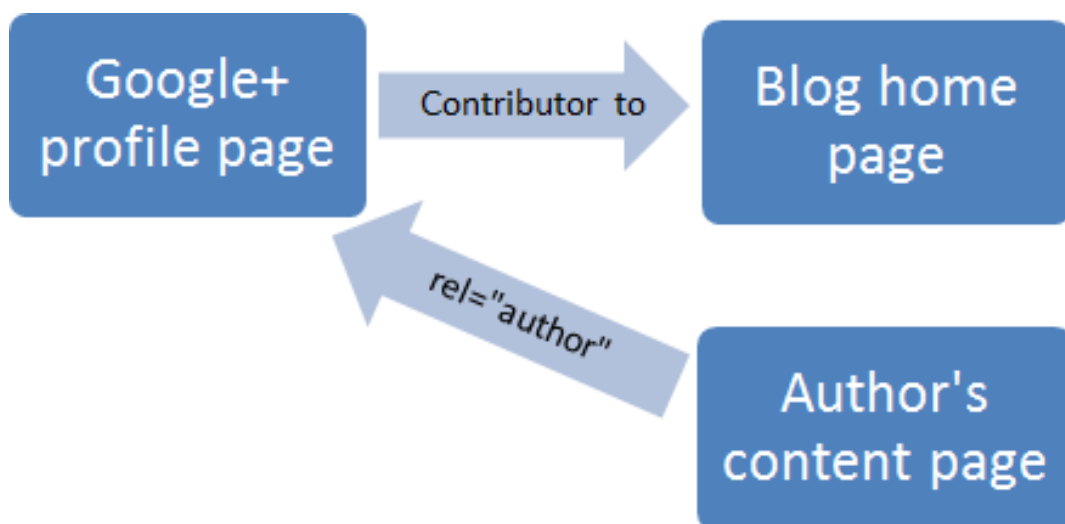 Google+
profile page
Contributor to
Blog home
page
rel="author"
Author's
content page